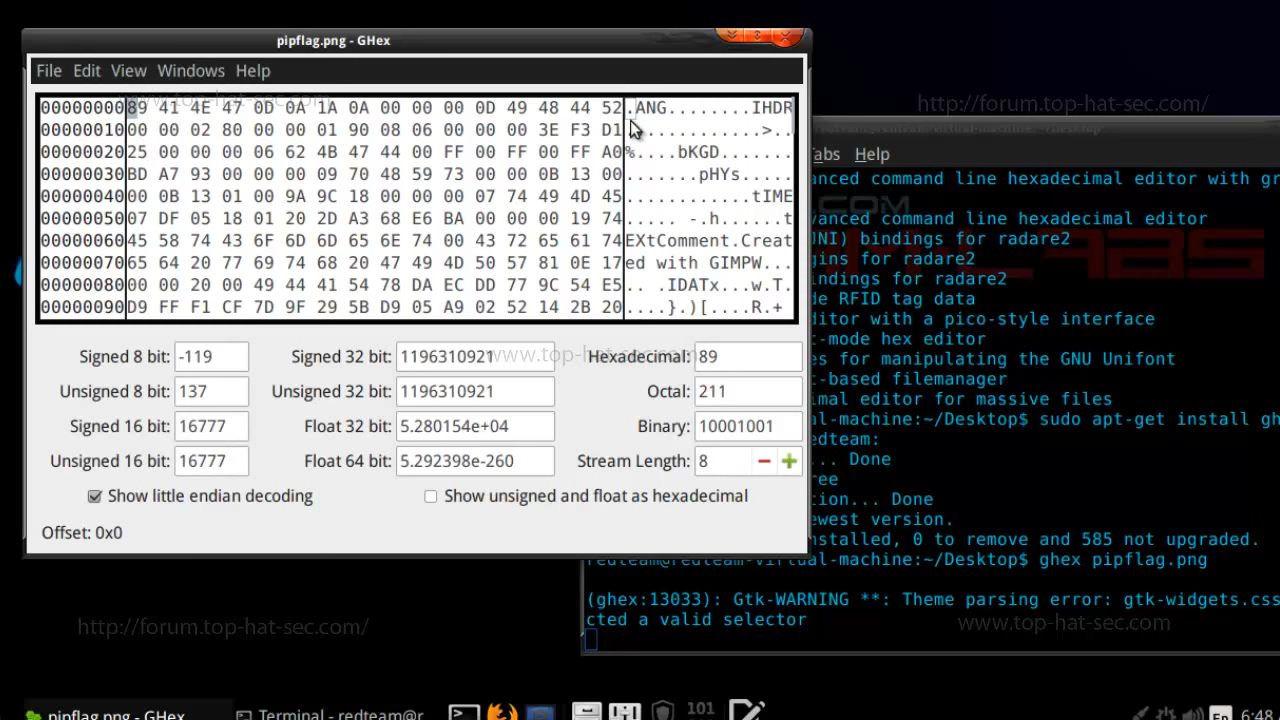 pipflag.png - GHex
File Edit View Windows Help
00000000 89 41 4E 47 0D 0A 1A 0A 00 00 00 0D 49 48 44 52 .ANG........IHDR
00000010 00 00 02 80 00 00 01 90 08 06 00 00 00 3E F3 D1 .............>..
00000020 25 00 00 00 06 62 4B 47 44 00 FF 00 FF 00 FF A0 %....bKGD.......
00000030 BD A7 93 00 00 00 09 70 48 59 73 00 00 0B 13 00 .......pHYs.....
00000040 00 0B 13 01 00 9A 9C 18 00 00 00 07 74 49 4D 45 ............tIME
00000050 07 DF 05 18 01 20 2D A3 68 E6 BA 00 00 00 19 74 ..... -.h......t
00000060 45 58 74 43 6F 6D 6D 65 6E 74 00 43 72 65 61 74 EXtComment.Creat
00000070 65 64 20 77 69 74 68 20 47 49 4D 50 57 81 0E 17 ed with GIMPW...
00000080 00 00 20 00 49 44 41 54 78 DA EC DD 77 9C 54 E5 .. .IDATx...w.T.
00000090 D9 FF F1 CF 7D 9F 29 5B D9 05 A9 02 52 14 2B 20 ....}.)[....R.+
Signed 8 bit: -119 Signed 32 bit: 1196310921 Hexadecimal: 89
Unsigned 8 bit: 137 Unsigned 32 bit: 1196310921 Octal: 211
Signed 16 bit: 16777 Float 32 bit: 5.280154e+04 Binary: 10001001
Unsigned 16 bit: 16777 Float 64 bit: 5.292398e-260 Stream Length: 8
Show little endian decoding Show unsigned and float as hexadecimal
Offset: 0x0
www.top-hat-sec.com
http://forum.top-hat-sec.com/
Tabs Help
anced command line hexadecimal editor with gr
dvanced command line hexadecimal editor
NI) bindings for radare2
gins for radare2
indings for radare2
de RFID tag data
ditor with a pico-style interface
t-mode hex editor
es for manipulating the GNU Unifont
t-based filemanager
imal editor for massive files
ual-machine:~/Desktop$ sudo apt-get install gh
edteam:
... Done
ree
tion... Done
ewest version.
nstalled, 0 to remove and 585 not upgraded.
redteam@redteam-virtual-machine:~/Desktop$ ghex pipflag.png
(ghex:13033): Gtk-WARNING **: Theme parsing error: gtk-widgets.css
cted a valid selector
http://forum.top-hat-sec.com/
www.top-hat-sec.com
pipflag.png - GHex
Terminal - redteam@r
101
En
6:48